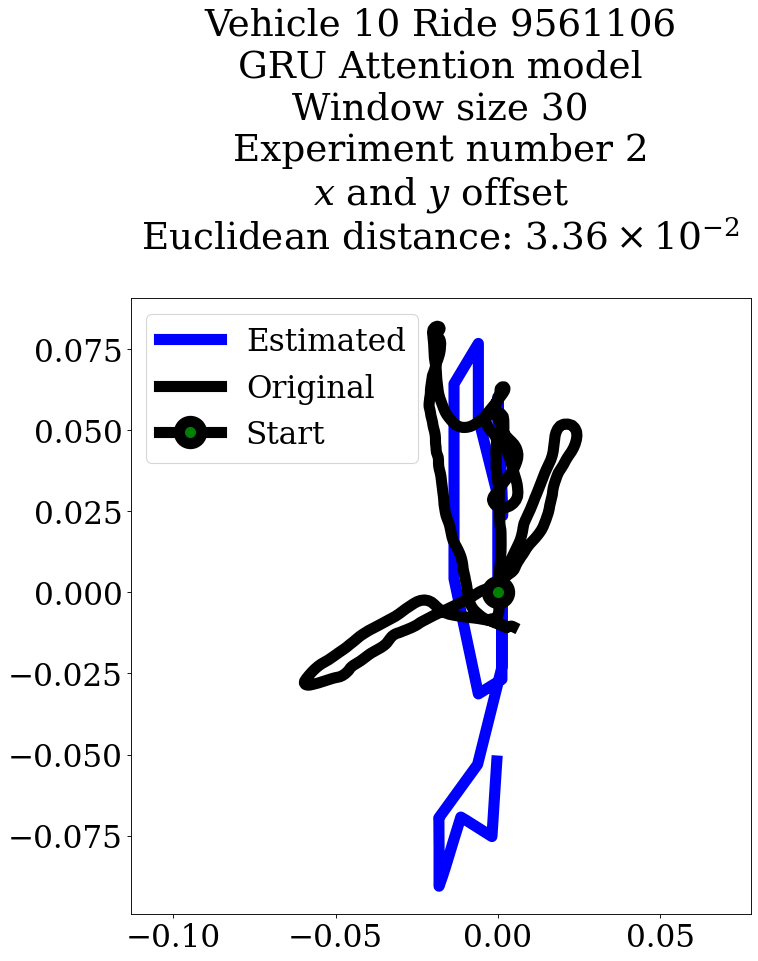 Vehicle 10 Ride 9561106
GRU Attention model
Window size 30
Experiment number 2
x and y offset
Euclidean distance: 3.36 × 10⁻²
Estimated
Original
Start
0.075
0.050
0.025
0.000
−0.025
−0.050
−0.075
−0.10 −0.05 0.00 0.05